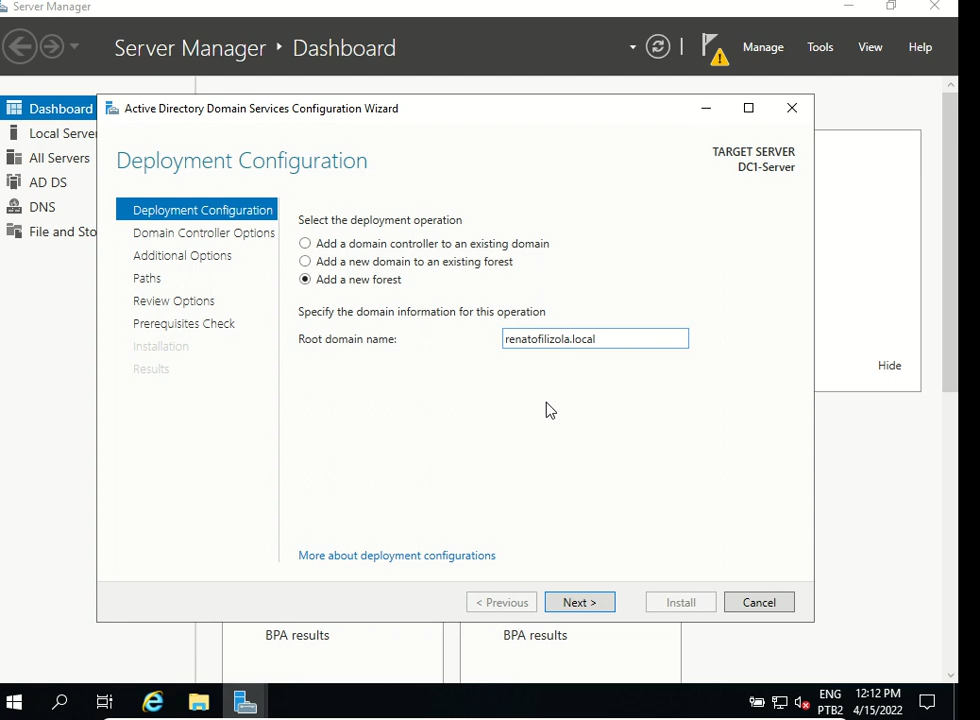 Server Manager
Server Manager ‣ Dashboard
Manage
Tools
View
Help
Dashboard
Local Server
All Servers
AD DS
DNS
File and Sto
Active Directory Domain Services Configuration Wizard
Deployment Configuration
TARGET SERVER
DC1-Server
Deployment Configuration
Domain Controller Options
Additional Options
Paths
Review Options
Prerequisites Check
Installation
Results
Select the deployment operation
Add a domain controller to an existing domain
Add a new domain to an existing forest
Add a new forest
Specify the domain information for this operation
Root domain name:
renatofilizola.local
More about deployment configurations
< Previous
Next >
Install
Cancel
Hide
BPA results
BPA results
ENG
PTB2
12:12 PM
4/15/2022